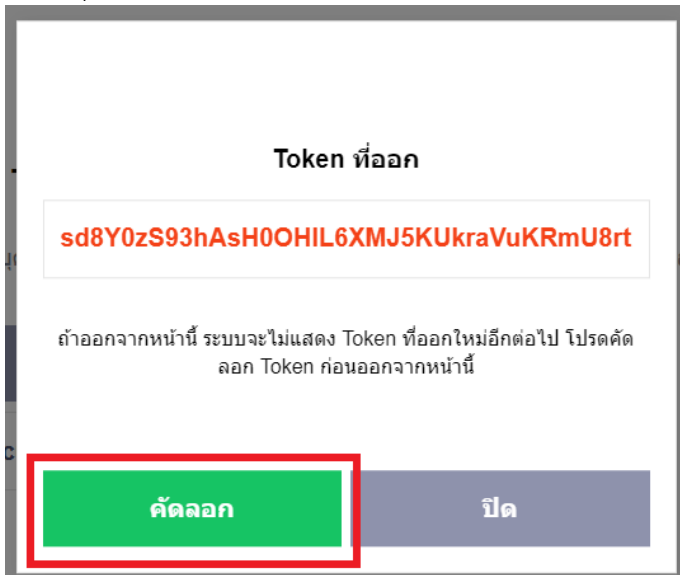 Token ที่ออก
sd8Y0zS93hAsH0OHIL6XMJ5KUkraVuKRmU8rt
ถ้าออกจากหน้านี้ ระบบจะไม่แสดง Token ที่ออกใหม่อีกต่อไป โปรดคัด
ลอก Token ก่อนออกจากหน้านี้
คัดลอก
ปิด